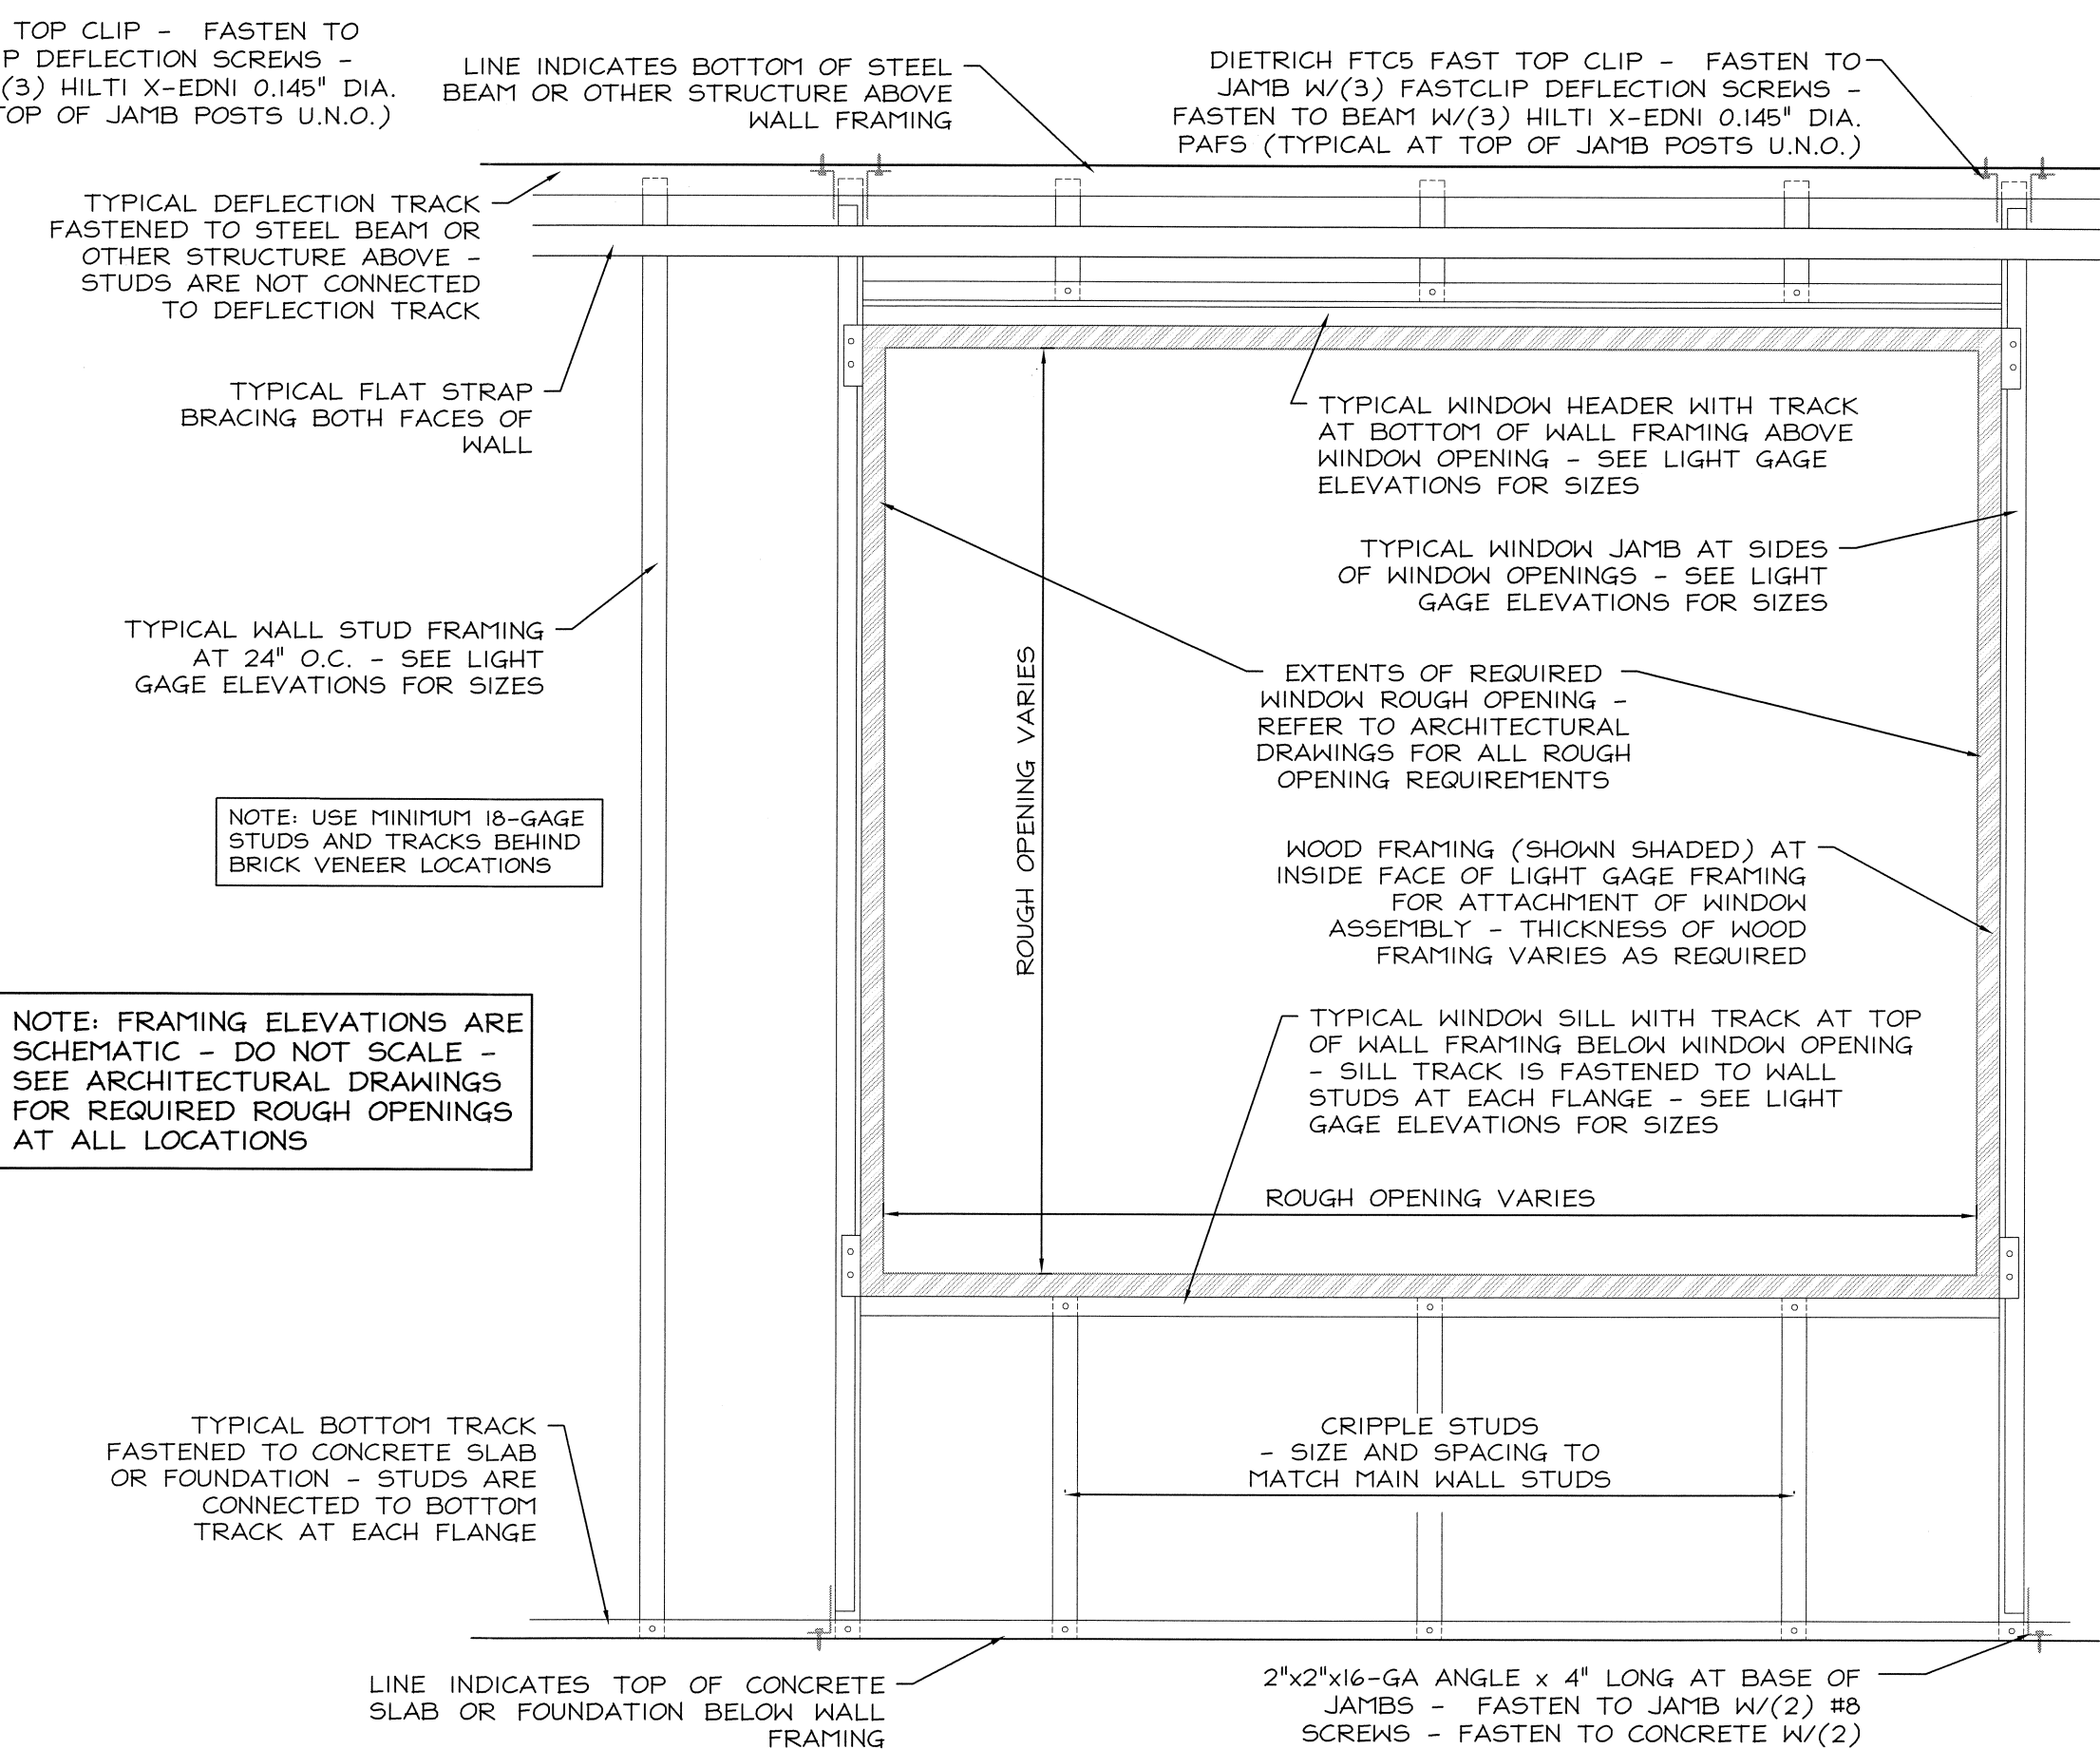 TOP CLIP - FASTEN TO
P DEFLECTION SCREWS -
(3) HILTI X-EDNI 0.145" DIA.
TOP OF JAMB POSTS U.N.O.)
LINE INDICATES BOTTOM OF STEEL
BEAM OR OTHER STRUCTURE ABOVE
WALL FRAMING
DIETRICH FTC5 FAST TOP CLIP - FASTEN TO
JAMB W/(3) FASTCLIP DEFLECTION SCREWS -
FASTEN TO BEAM W/(3) HILTI X-EDNI 0.145" DIA.
PAFS (TYPICAL AT TOP OF JAMB POSTS U.N.O.)
TYPICAL DEFLECTION TRACK
FASTENED TO STEEL BEAM OR
OTHER STRUCTURE ABOVE -
STUDS ARE NOT CONNECTED
TO DEFLECTION TRACK
TYPICAL FLAT STRAP
BRACING BOTH FACES OF
WALL
TYPICAL WINDOW HEADER WITH TRACK
AT BOTTOM OF WALL FRAMING ABOVE
WINDOW OPENING - SEE LIGHT GAGE
ELEVATIONS FOR SIZES
TYPICAL WINDOW JAMB AT SIDES
OF WINDOW OPENINGS - SEE LIGHT
GAGE ELEVATIONS FOR SIZES
TYPICAL WALL STUD FRAMING
AT 24" O.C. - SEE LIGHT
GAGE ELEVATIONS FOR SIZES
EXTENTS OF REQUIRED
WINDOW ROUGH OPENING -
REFER TO ARCHITECTURAL
DRAWINGS FOR ALL ROUGH
OPENING REQUIREMENTS
ROUGH OPENING VARIES
NOTE: USE MINIMUM 18-GAGE
STUDS AND TRACKS BEHIND
BRICK VENEER LOCATIONS
WOOD FRAMING (SHOWN SHADED) AT
INSIDE FACE OF LIGHT GAGE FRAMING
FOR ATTACHMENT OF WINDOW
ASSEMBLY - THICKNESS OF WOOD
FRAMING VARIES AS REQUIRED
NOTE: FRAMING ELEVATIONS ARE
SCHEMATIC - DO NOT SCALE -
SEE ARCHITECTURAL DRAWINGS
FOR REQUIRED ROUGH OPENINGS
AT ALL LOCATIONS
TYPICAL WINDOW SILL WITH TRACK AT TOP
OF WALL FRAMING BELOW WINDOW OPENING
- SILL TRACK IS FASTENED TO WALL
STUDS AT EACH FLANGE - SEE LIGHT
GAGE ELEVATIONS FOR SIZES
ROUGH OPENING VARIES
TYPICAL BOTTOM TRACK
FASTENED TO CONCRETE SLAB
OR FOUNDATION - STUDS ARE
CONNECTED TO BOTTOM
TRACK AT EACH FLANGE
CRIPPLE STUDS
- SIZE AND SPACING TO
MATCH MAIN WALL STUDS
LINE INDICATES TOP OF CONCRETE
SLAB OR FOUNDATION BELOW WALL
FRAMING
2"x2"x16-GA ANGLE x 4" LONG AT BASE OF
JAMBS - FASTEN TO JAMB W/(2) #8
SCREWS - FASTEN TO CONCRETE W/(2)